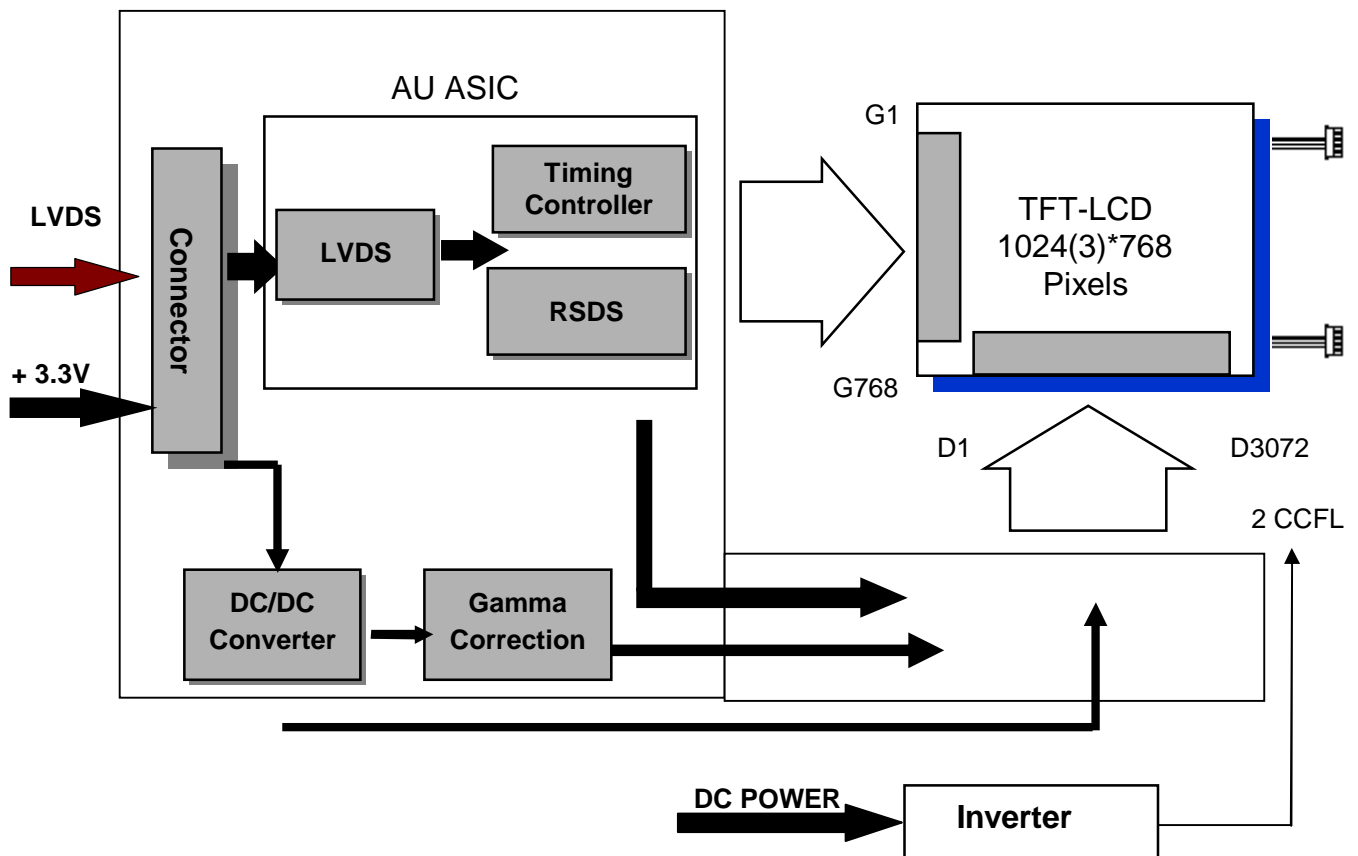 AU ASIC
G1
Timing
Controller
TFT-LCD
1024(3)*768
Pixels
LVDS
Connector
LVDS
RSDS
+ 3.3V
G768
D1
D3072
2 CCFL
DC/DC
Converter
Gamma
Correction
DC POWER
Inverter